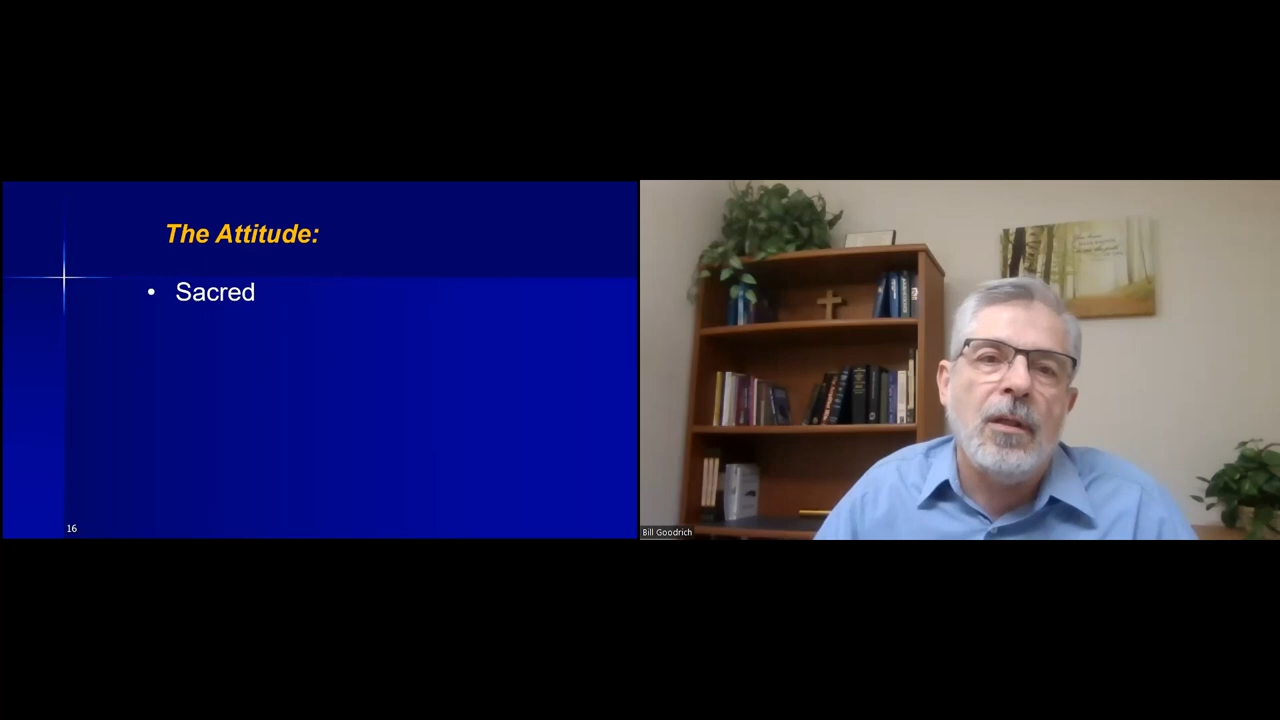 The Attitude:
• Sacred
16
Bill Goodrich